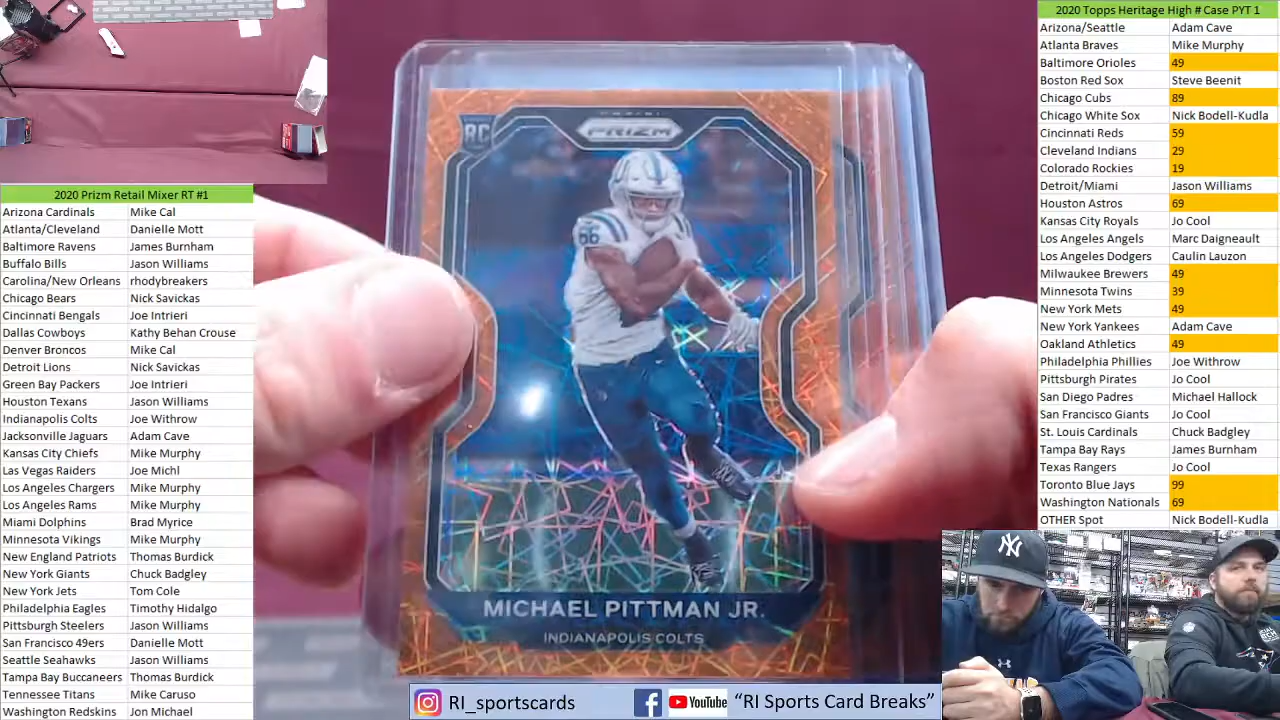 2020 Prizm Retail Mixer RT #1
Arizona Cardinals Mike Cal
Atlanta/Cleveland Danielle Mott
Baltimore Ravens James Burnham
Buffalo Bills Jason Williams
Carolina/New Orleans rhodybreakers
Chicago Bears Nick Savickas
Cincinnati Bengals Joe Intrieri
Dallas Cowboys Kathy Behan Crouse
Denver Broncos Mike Cal
Detroit Lions Nick Savickas
Green Bay Packers Joe Intrieri
Houston Texans Jason Williams
Indianapolis Colts Joe Withrow
Jacksonville Jaguars Adam Cave
Kansas City Chiefs Mike Murphy
Las Vegas Raiders Joe Michl
Los Angeles Chargers Mike Murphy
Los Angeles Rams Mike Murphy
Miami Dolphins Brad Myrice
Minnesota Vikings Mike Murphy
New England Patriots Thomas Burdick
New York Giants Chuck Badgley
New York Jets Tom Cole
Philadelphia Eagles Timothy Hidalgo
Pittsburgh Steelers Jason Williams
San Francisco 49ers Danielle Mott
Seattle Seahawks Jason Williams
Tampa Bay Buccaneers Thomas Burdick
Tennessee Titans Mike Caruso
Washington Redskins Jon Michael
RC
PANINI
PRIZM
86
MICHAEL PITTMAN JR.
INDIANAPOLIS COLTS
2020 Topps Heritage High # Case PYT 1
Arizona/Seattle Adam Cave
Atlanta Braves Mike Murphy
Baltimore Orioles 49
Boston Red Sox Steve Beenit
Chicago Cubs 89
Chicago White Sox Nick Bodell-Kudla
Cincinnati Reds 59
Cleveland Indians 29
Colorado Rockies 19
Detroit/Miami Jason Williams
Houston Astros 69
Kansas City Royals Jo Cool
Los Angeles Angels Marc Daigneault
Los Angeles Dodgers Caulin Lauzon
Milwaukee Brewers 49
Minnesota Twins 39
New York Mets 49
New York Yankees Adam Cave
Oakland Athletics 49
Philadelphia Phillies Joe Withrow
Pittsburgh Pirates Jo Cool
San Diego Padres Michael Hallock
San Francisco Giants Jo Cool
St. Louis Cardinals Chuck Badgley
Tampa Bay Rays James Burnham
Texas Rangers Jo Cool
Toronto Blue Jays 99
Washington Nationals 69
OTHER Spot Nick Bodell-Kudla
NY
RI_sportscards YouTube "RI Sports Card Breaks"